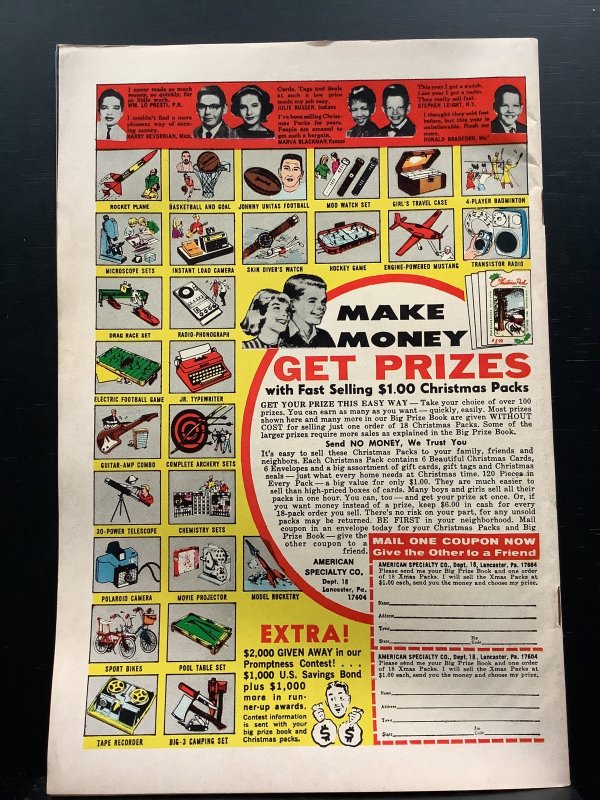 I never made so much
money, so quickly, for
so little work.
WM. LO PRESTI, P.R.
I couldn't find a more
pleasant way of earn-
ing money.
HARRY KEVORKIAN, Mich.
Cards, Tags and Seals
at such a low price
made my job easy.
JULIE BUSSEN, Indiana
I've been selling Christ-
mas Packs for years.
People are amazed to
get such a bargain.
MARVA BLACKMAN, Kansas
This year I got a watch.
Last year I got a radio.
They really sell fast.
STEPHEN LEIGHT, N.Y.
I thought they sold fast
before, but this year is
unbelievable. Rush me
more.
DONALD BRADFORD, Mo.
ROCKET PLANE
BASKETBALL AND GOAL
JOHNNY UNITAS FOOTBALL
MOD WATCH SET
GIRL'S TRAVEL CASE
4-PLAYER BADMINTON
MICROSCOPE SETS
INSTANT LOAD CAMERA
SKIN DIVER'S WATCH
HOCKEY GAME
ENGINE-POWERED MUSTANG
TRANSISTOR RADIO
DRAG RACE SET
RADIO-PHONOGRAPH
ELECTRIC FOOTBALL GAME
JR. TYPEWRITER
GUITAR-AMP COMBO
COMPLETE ARCHERY SETS
30-POWER TELESCOPE
CHEMISTRY SETS
POLAROID CAMERA
MOVIE PROJECTOR
MODEL ROCKETRY
SPORT BIKES
POOL TABLE SET
TAPE RECORDER
BIG-3 CAMPING SET
Christmas Pack
$1.00
MAKE
MONEY
GET PRIZES
with Fast Selling $1.00 Christmas Packs
GET YOUR PRIZE THIS EASY WAY — Take your choice of over 100
prizes. You can earn as many as you want — quickly, easily. Most prizes
shown here and many more in our Big Prize Book are given WITHOUT
COST for selling just one order of 18 Christmas Packs. Some of the
larger prizes require more sales as explained in the Big Prize Book.
Send NO MONEY, We Trust You
It's easy to sell these Christmas Packs to your family, friends and
neighbors. Each Christmas Pack contains 6 Beautiful Christmas Cards,
6 Envelopes and a big assortment of gift cards, gift tags and Christmas
seals — just what every home needs at Christmas time. 120 Pieces in
Every Pack — a big value for only $1.00. They are much easier to
sell than high-priced boxes of cards. Many boys and girls sell all their
packs in one hour. You can, too — and get your prize at once. Or, if
you want money instead of a prize, keep $6.00 in cash for every
18-pack order you sell. There's no risk on your part, for any unsold
packs may be returned. BE FIRST in your neighborhood. Mail
coupon in an envelope today for your Christmas Packs and Big
Prize Book — give the
other coupon to a
friend.
AMERICAN
SPECIALTY CO.,
Dept. 18
Lancaster, Pa.
17604
MAIL ONE COUPON NOW
Give the Other to a Friend
AMERICAN SPECIALTY CO., Dept. 18, Lancaster, Pa. 17604
Please send me your Big Prize Book and one order
of 18 Xmas Packs. I will sell the Xmas Packs at
$1.00 each, send you the money and choose my prize.
Name
Address
Town
State
Zip
Code
AMERICAN SPECIALTY CO., Dept. 18, Lancaster, Pa. 17604
Please send me your Big Prize Book and one order
of 18 Xmas Packs. I will sell the Xmas Packs at
$1.00 each, send you the money and choose my prize.
Name
Address
Town
State
Zip
Code
EXTRA!
$2,000 GIVEN AWAY in our
Promptness Contest! . . .
$1,000 U.S. Savings Bond
plus $1,000
more in run-
ner-up awards.
Contest information
is sent with your
big prize book and
Christmas packs.
$
$